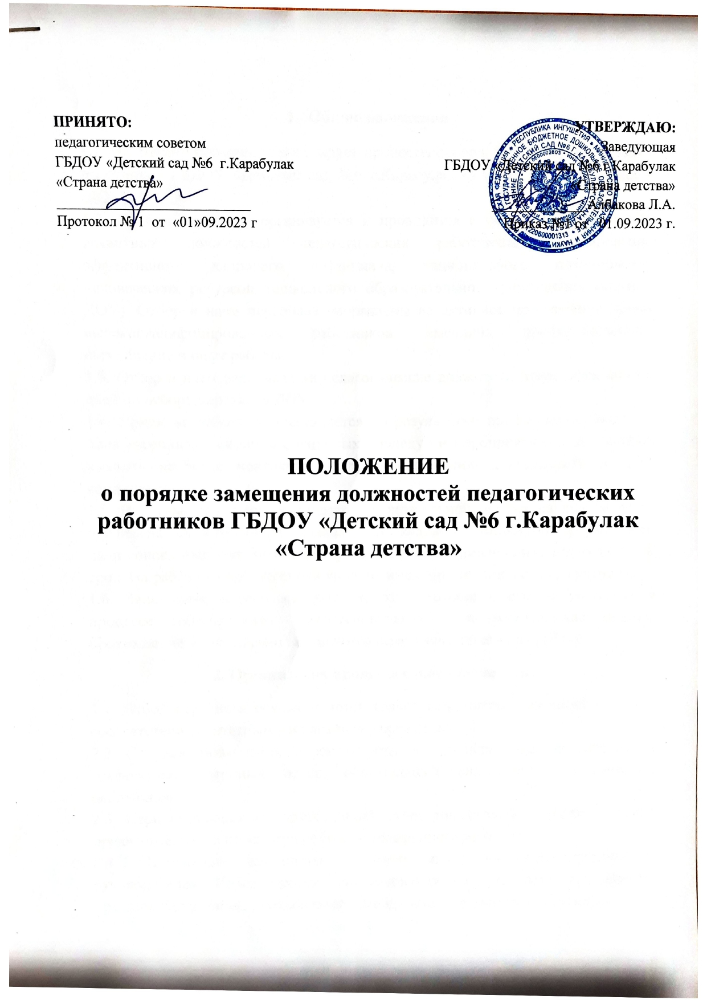 ПРИНЯТО:
педагогическим советом
ГБДОУ «Детский сад №6 г.Карабулак
«Страна детства»
Протокол № 1 от «01»09.2023 г
УТВЕРЖДАЮ:
Заведующая
ГБДОУ «Детский сад №6 г.Карабулак
«Страна детства»
Албакова Л.А.
Приказ №1 от 01.09.2023 г.
ПОЛОЖЕНИЕ
о порядке замещения должностей педагогических
работников ГБДОУ «Детский сад №6 г.Карабулак
«Страна детства»